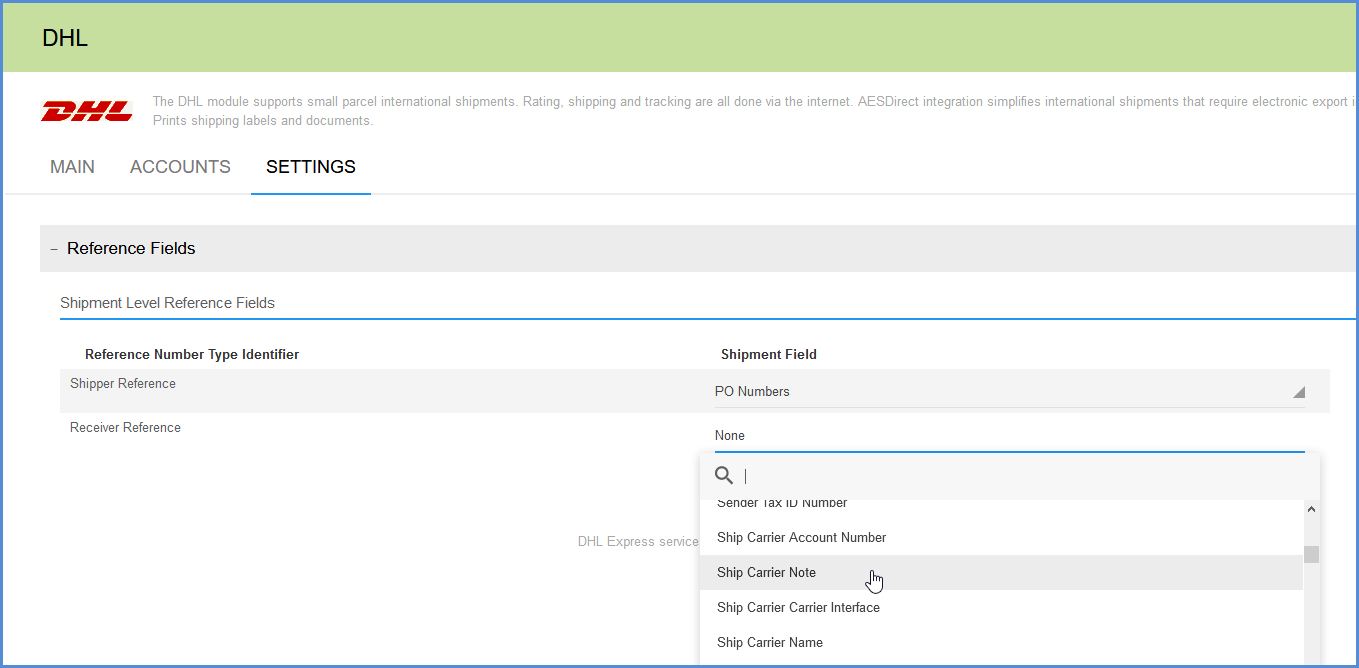 DHL
DHL
The DHL module supports small parcel international shipments. Rating, shipping and tracking are all done via the internet. AESDirect integration simplifies international shipments that require electronic export
Prints shipping labels and documents.
MAIN ACCOUNTS SETTINGS
– Reference Fields
Shipment Level Reference Fields
Reference Number Type Identifier Shipment Field
Shipper Reference
PO Numbers
Receiver Reference
None
Sender Tax ID Number
Ship Carrier Account Number
DHL Express service
Ship Carrier Note
Ship Carrier Carrier Interface
Ship Carrier Name